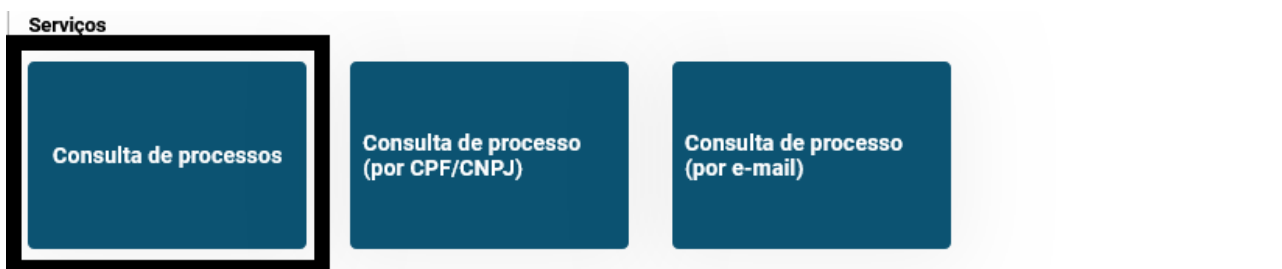 Serviços
Consulta de processos
Consulta de processo
(por CPF/CNPJ)
Consulta de processo
(por e-mail)